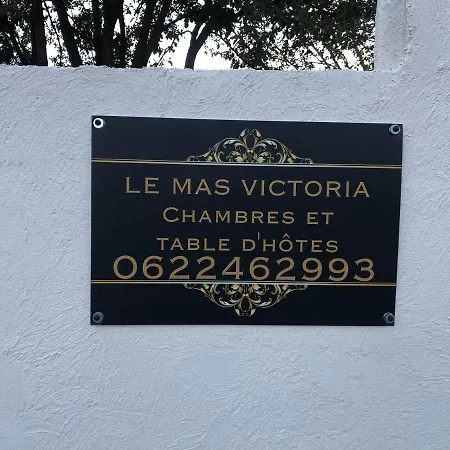 LE MAS VICTORIA
CHAMBRES ET
TABLE D'HÔTES
0622462993